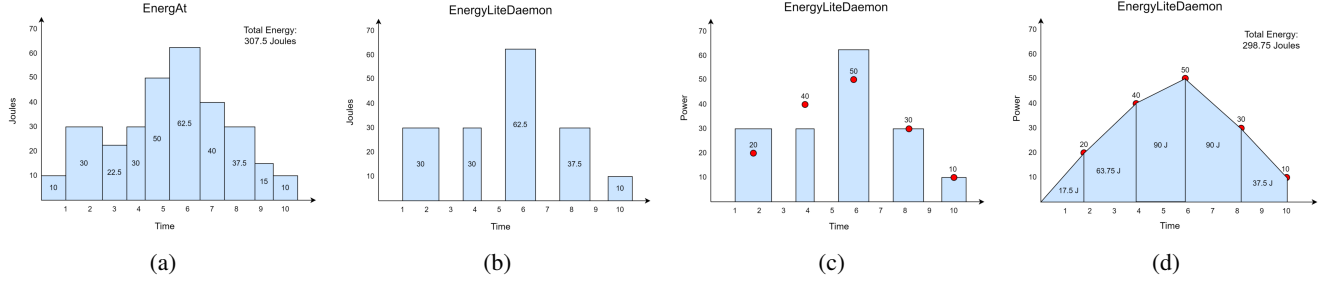 EnergAt
Total Energy:
307.5 Joules
Joules
70
60
50
40
30
20
10
10
30
22.5
30
50
62.5
40
37.5
15
10
1 2 3 4 5 6 7 8 9 10
Time
(a)
EnergyLiteDaemon
Joules
70
60
50
40
30
20
10
30
30
62.5
37.5
10
1 2 3 4 5 6 7 8 9 10
Time
(b)
EnergyLiteDaemon
Power
70
60
50
40
30
20
10
20
40
50
30
10
1 2 3 4 5 6 7 8 9 10
Time
(c)
EnergyLiteDaemon
Total Energy:
298.75 Joules
Power
70
60
50
40
30
20
10
20
40
50
30
10
17.5 J
63.75 J
90 J
90 J
37.5 J
1 2 3 4 5 6 7 8 9 10
Time
(d)